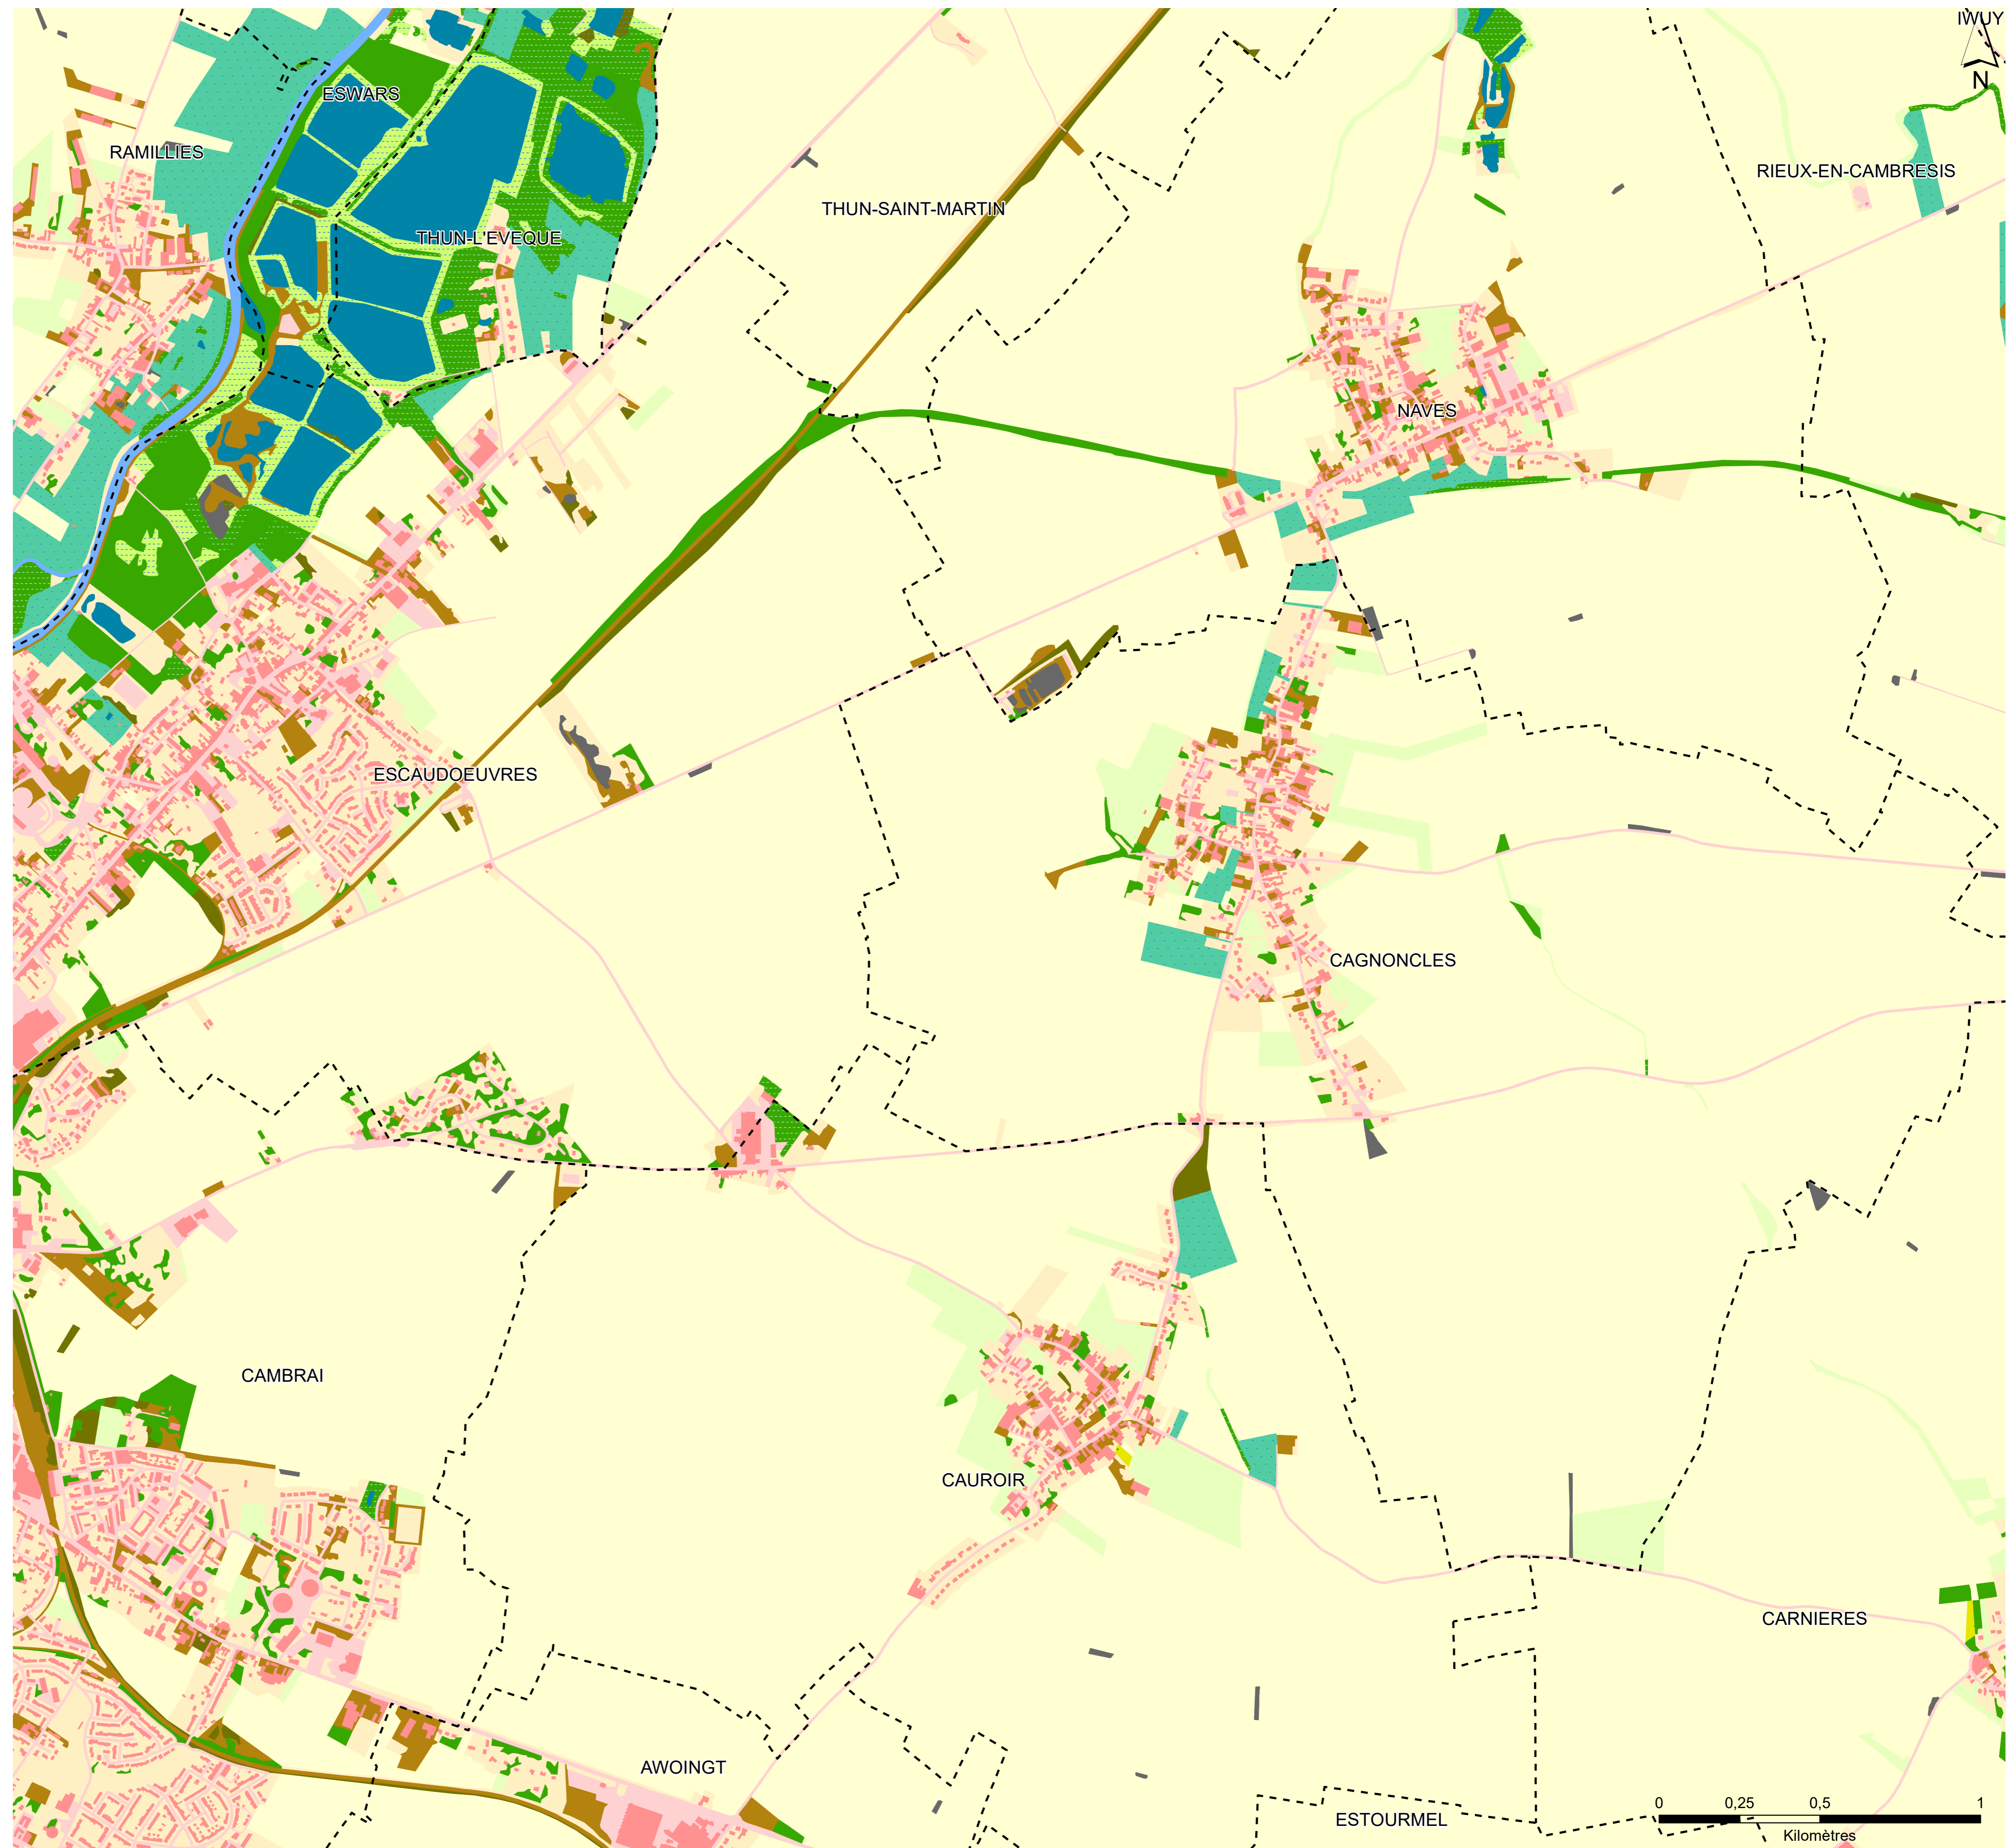 IWUY
N
ESWARS
RAMILLIES
RIEUX-EN-CAMBRESIS
THUN-SAINT-MARTIN
THUN-L'EVEQUE
NAVES
ESCAUDOEUVRES
CAGNONCLES
CAMBRAI
CAUROIR
CARNIERES
AWOINGT
ESTOURMEL
0 0,25 0,5 1
Kilomètres